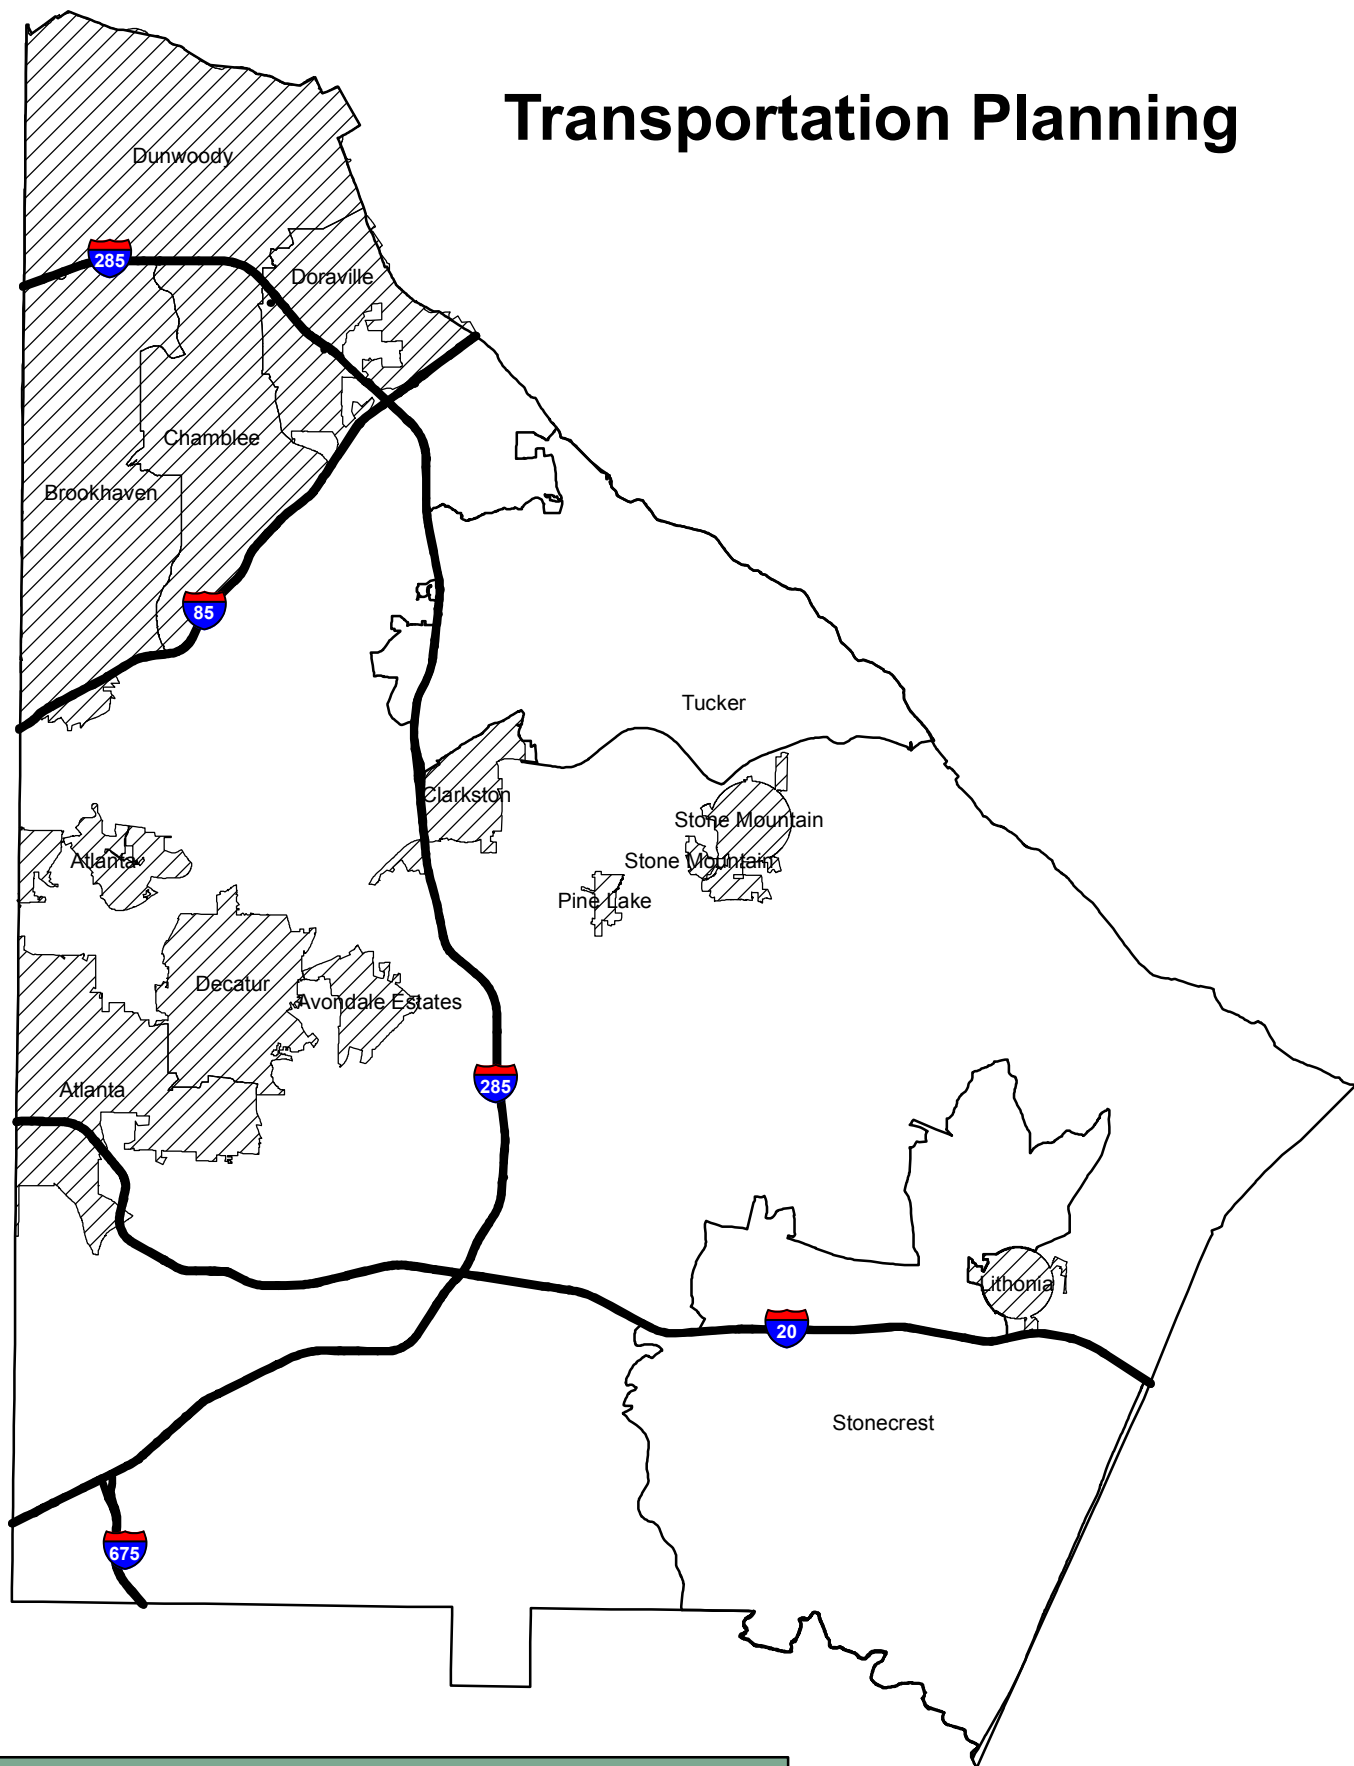 Transportation Planning
Dunwoody
285
Doraville
Chamblee
Brookhaven
85
Tucker
Clarkston
Stone Mountain
Atlanta
Stone Mountain
Pine Lake
Decatur
Avondale Estates
285
Atlanta
Lithonia
20
Stonecrest
675